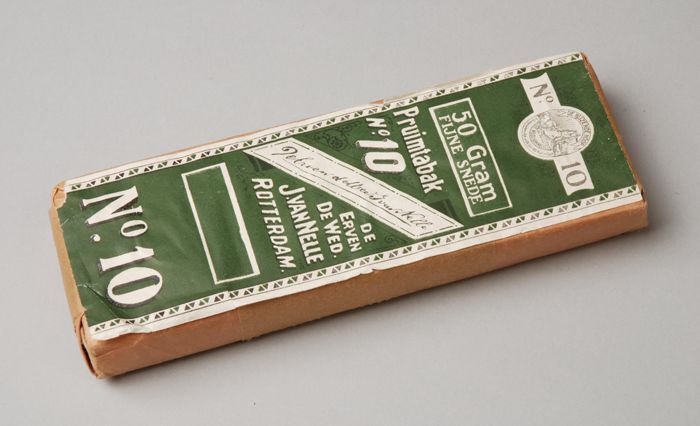 No. 10
50 Gram
FIJNE SNEDE
Pruimtabak
No. 10
DE
ERVEN
DE WED.
J. VAN NELLE
ROTTERDAM.
No
10